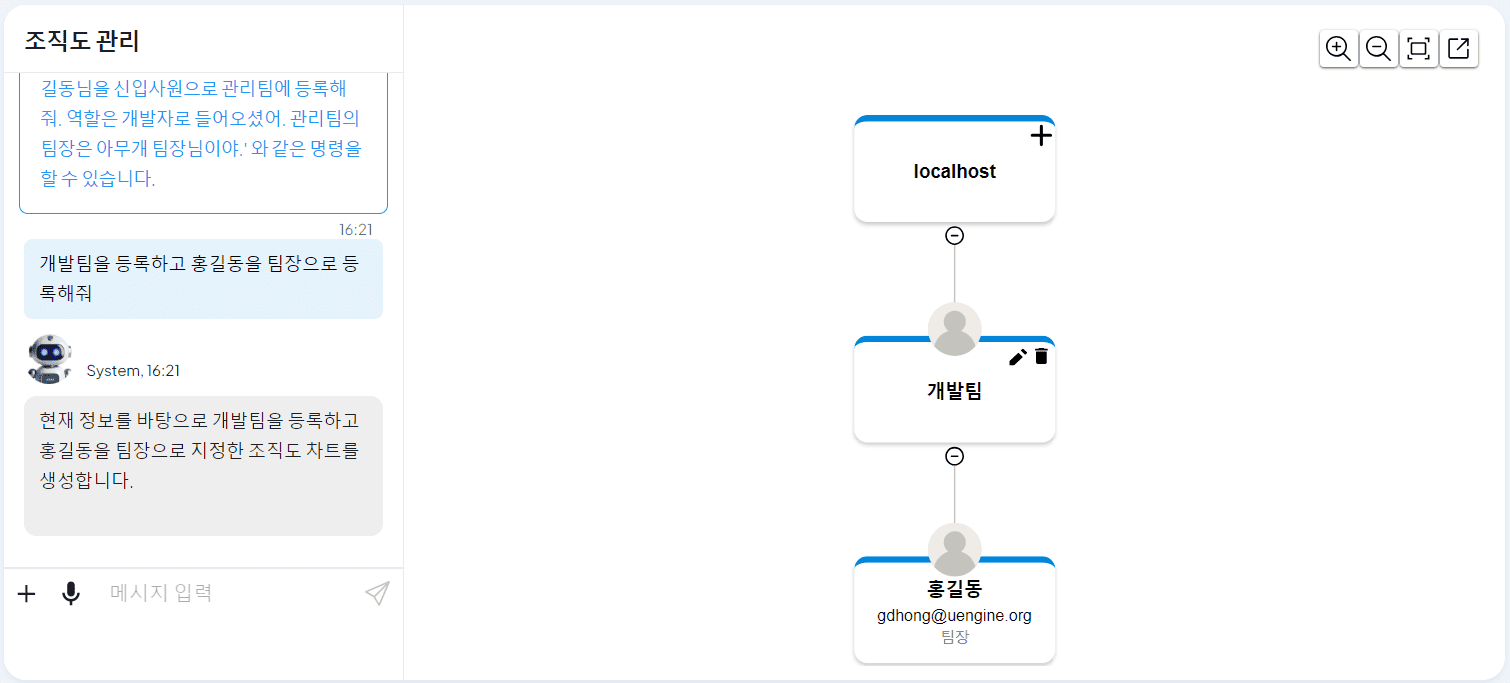 조직도 관리
길동님을 신입사원으로 관리팀에 등록해
줘. 역할은 개발자로 들어오셨어. 관리팀의
팀장은 아무개 팀장님이야.' 와 같은 명령을
할 수 있습니다.
16:21
개발팀을 등록하고 홍길동을 팀장으로 등
록해줘
System, 16:21
현재 정보를 바탕으로 개발팀을 등록하고
홍길동을 팀장으로 지정한 조직도 차트를
생성합니다.
메시지 입력
localhost
개발팀
홍길동
gdhong@uengine.org
팀장